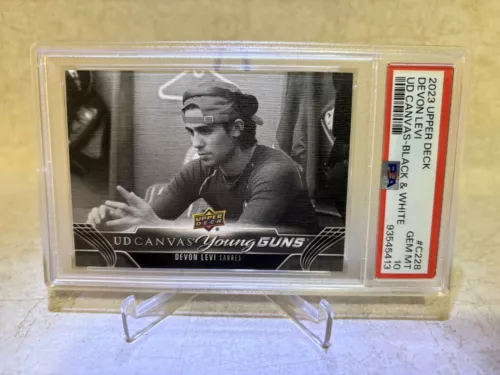 UPPER
DECK
UD CANVAS Young GUNS
DEVON LEVI SABRES
2023 UPPER DECK
DEVON LEVI
UD CANVAS-BLACK & WHITE
PSA
#C228
GEM MT
10
93545413